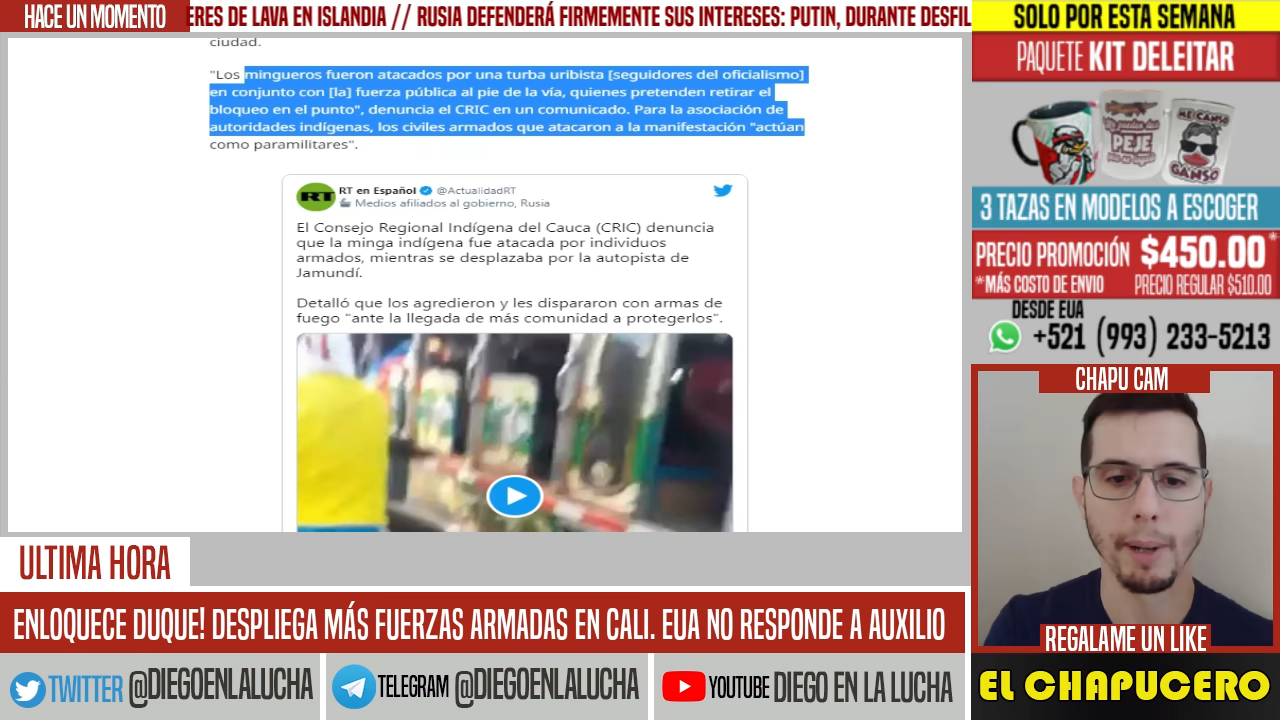 HACE UN MOMENTO
ERES DE LAVA EN ISLANDIA // RUSIA DEFENDERÁ FIRMEMENTE SUS INTERESES: PUTIN, DURANTE DESFIL
ciudad.
"Los mingueros fueron atacados por una turba uribista [seguidores del oficialismo]
en conjunto con [la] fuerza pública al pie de la vía, quienes pretenden retirar el
bloqueo en el punto", denuncia el CRIC en un comunicado. Para la asociación de
autoridades indígenas, los civiles armados que atacaron a la manifestación "actúan
como paramilitares".
RT
RT en Español @ActualidadRT
Medios afiliados al gobierno, Rusia
El Consejo Regional Indígena del Cauca (CRIC) denuncia
que la minga indígena fue atacada por individuos
armados, mientras se desplazaba por la autopista de
Jamundí.
Detalló que los agredieron y les dispararon con armas de
fuego "ante la llegada de más comunidad a protegerlos".
SOLO POR ESTA SEMANA
PAQUETE KIT DELEITAR
PEJE
ME CANSO
GANSO
3 TAZAS EN MODELOS A ESCOGER
PRECIO PROMOCIÓN $450.00*
*MÁS COSTO DE ENVIO PRECIO REGULAR $510.00
DESDE EUA
+521 (993) 233-5213
CHAPU CAM
REGALAME UN LIKE
EL CHAPUCERO
ULTIMA HORA
ENLOQUECE DUQUE! DESPLIEGA MÁS FUERZAS ARMADAS EN CALI. EUA NO RESPONDE A AUXILIO
TWITTER @DIEGOENLALUCHA
TELEGRAM @DIEGOENLALUCHA
YOUTUBE DIEGO EN LA LUCHA